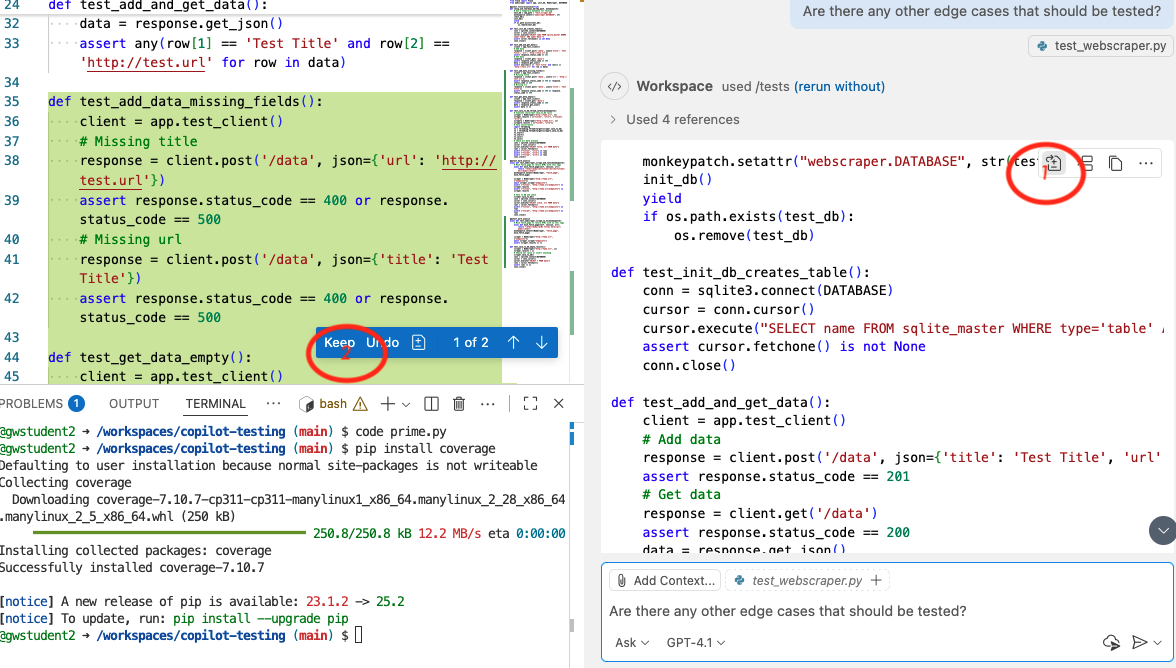 24 def test_add_and_get_data():
32 data = response.get_json()
33 assert any(row[1] == 'Test Title' and row[2] ==
'http://test.url' for row in data)
34
35 def test_add_data_missing_fields():
36 client = app.test_client()
37 # Missing title
38 response = client.post('/data', json={'url': 'http://
test.url'})
39 assert response.status_code == 400 or response.
status_code == 500
40 # Missing url
41 response = client.post('/data', json={'title': 'Test
Title'})
42 assert response.status_code == 400 or response.
status_code == 500
43
Keep Undo 1 of 2
2
44 def test_get_data_empty():
45 client = app.test_client()
PROBLEMS 1 OUTPUT TERMINAL ··· bash ···
@gwstudent2 → /workspaces/copilot-testing (main) $ code prime.py
@gwstudent2 → /workspaces/copilot-testing (main) $ pip install coverage
Defaulting to user installation because normal site-packages is not writeable
Collecting coverage
Downloading coverage-7.10.7-cp311-cp311-manylinux1_x86_64.manylinux_2_28_x86_64
.manylinux_2_5_x86_64.whl (250 kB)
250.8/250.8 kB 12.2 MB/s eta 0:00:00
Installing collected packages: coverage
Successfully installed coverage-7.10.7
[notice] A new release of pip is available: 23.1.2 -> 25.2
[notice] To update, run: pip install --upgrade pip
@gwstudent2 → /workspaces/copilot-testing (main) $
Are there any other edge cases that should be tested?
test_webscraper.py
Workspace used /tests (rerun without)
Used 4 references
monkeypatch.setattr("webscraper.DATABASE", str(tes
1
init_db()
yield
if os.path.exists(test_db):
os.remove(test_db)
def test_init_db_creates_table():
conn = sqlite3.connect(DATABASE)
cursor = conn.cursor()
cursor.execute("SELECT name FROM sqlite_master WHERE type='table'
assert cursor.fetchone() is not None
conn.close()
def test_add_and_get_data():
client = app.test_client()
# Add data
response = client.post('/data', json={'title': 'Test Title', 'url'
assert response.status_code == 201
# Get data
response = client.get('/data')
assert response.status_code == 200
data = response.get_json()
Add Context... test_webscraper.py +
Are there any other edge cases that should be tested?
Ask GPT-4.1